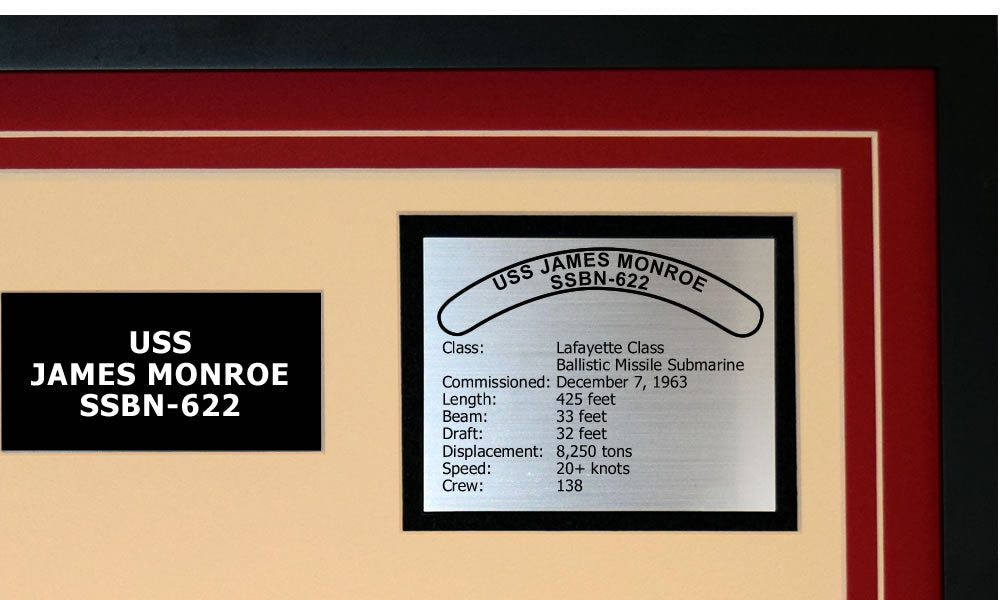 USS
JAMES MONROE
SSBN-622
USS JAMES MONROE
SSBN-622
Class: Lafayette Class
Ballistic Missile Submarine
Commissioned: December 7, 1963
Length: 425 feet
Beam: 33 feet
Draft: 32 feet
Displacement: 8,250 tons
Speed: 20+ knots
Crew: 138